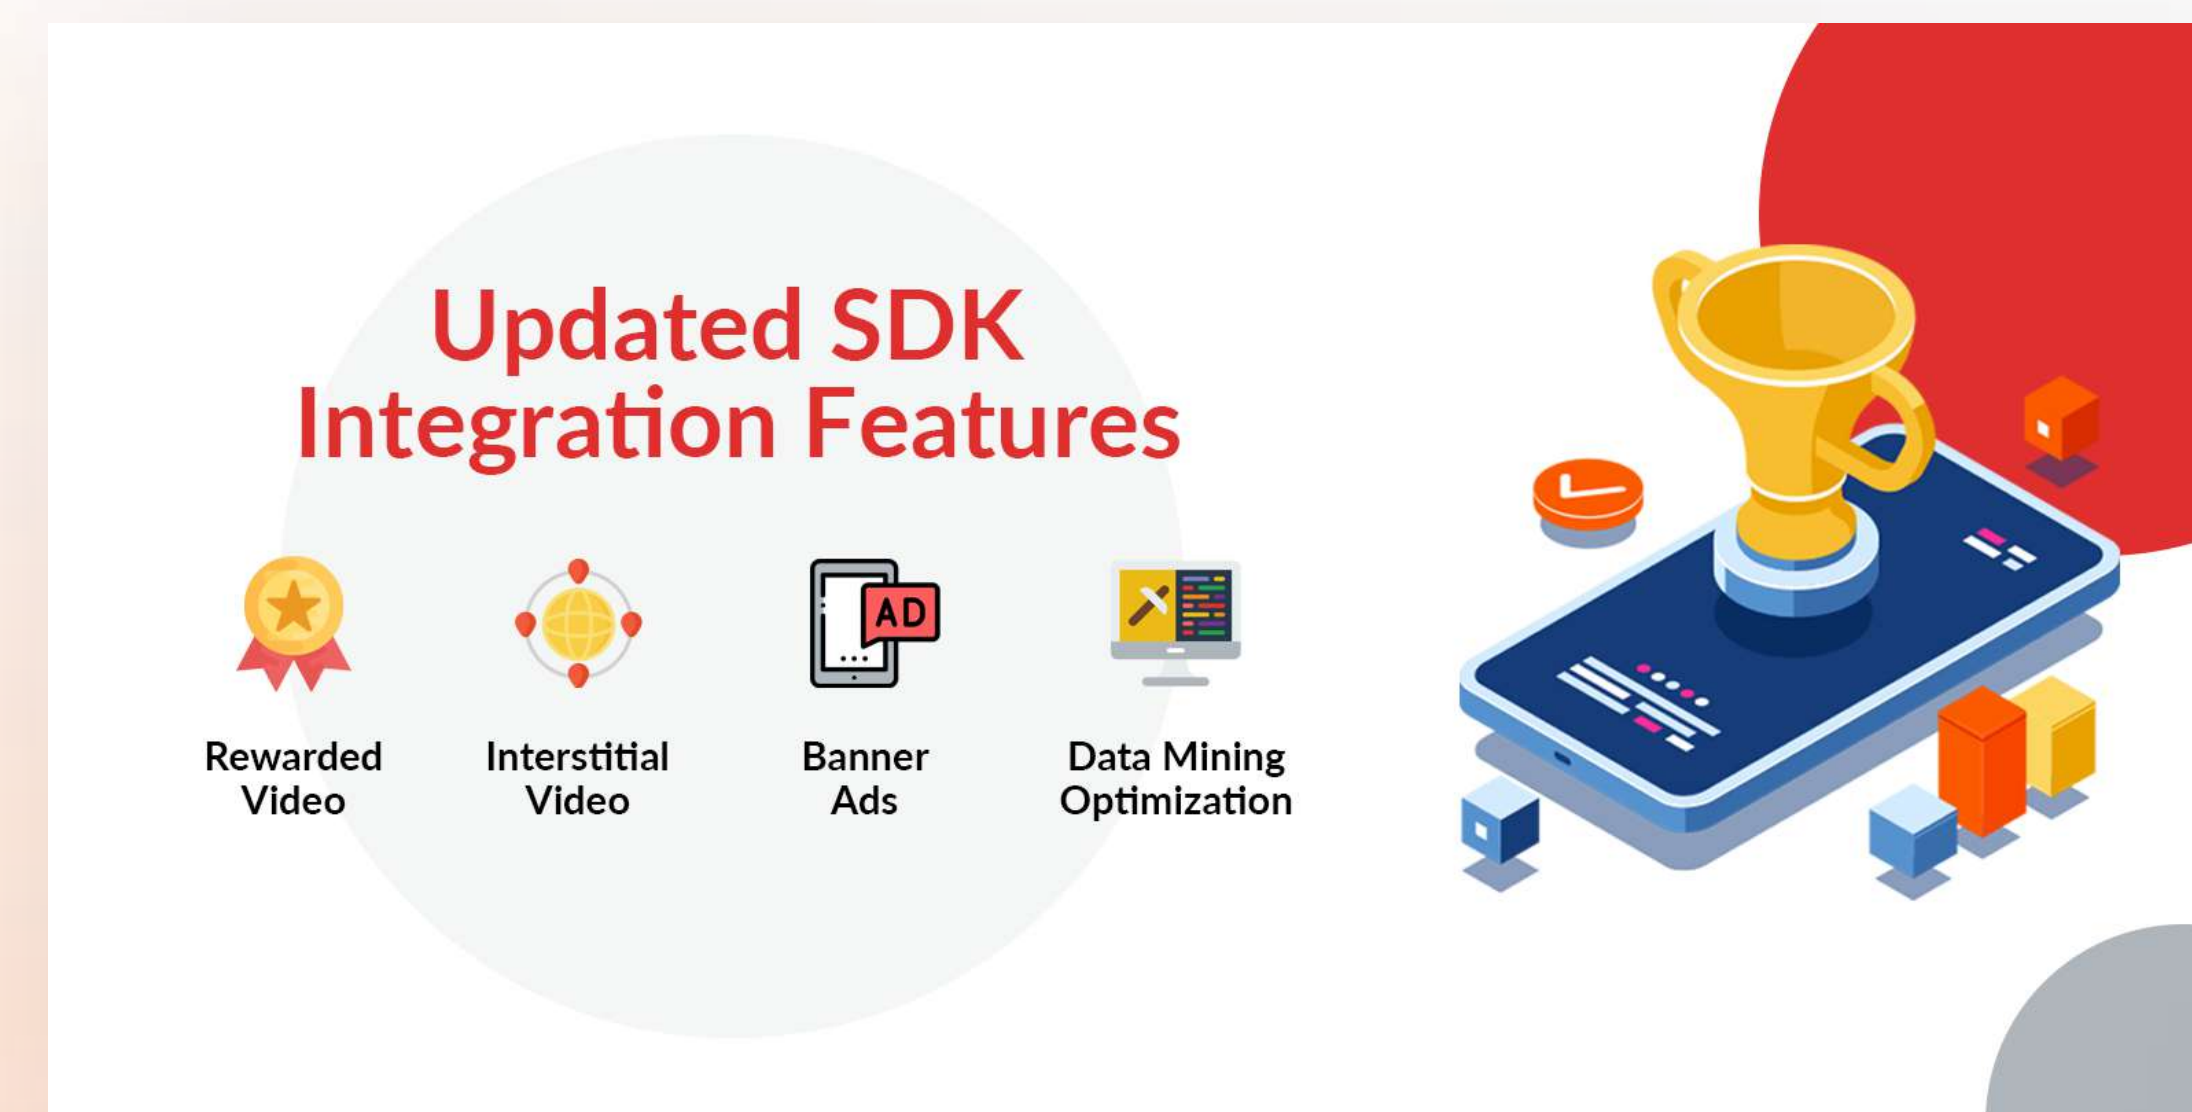 Updated SDK
Integration Features
AD
Rewarded
Video
Interstitial
Video
Banner
Ads
Data Mining
Optimization